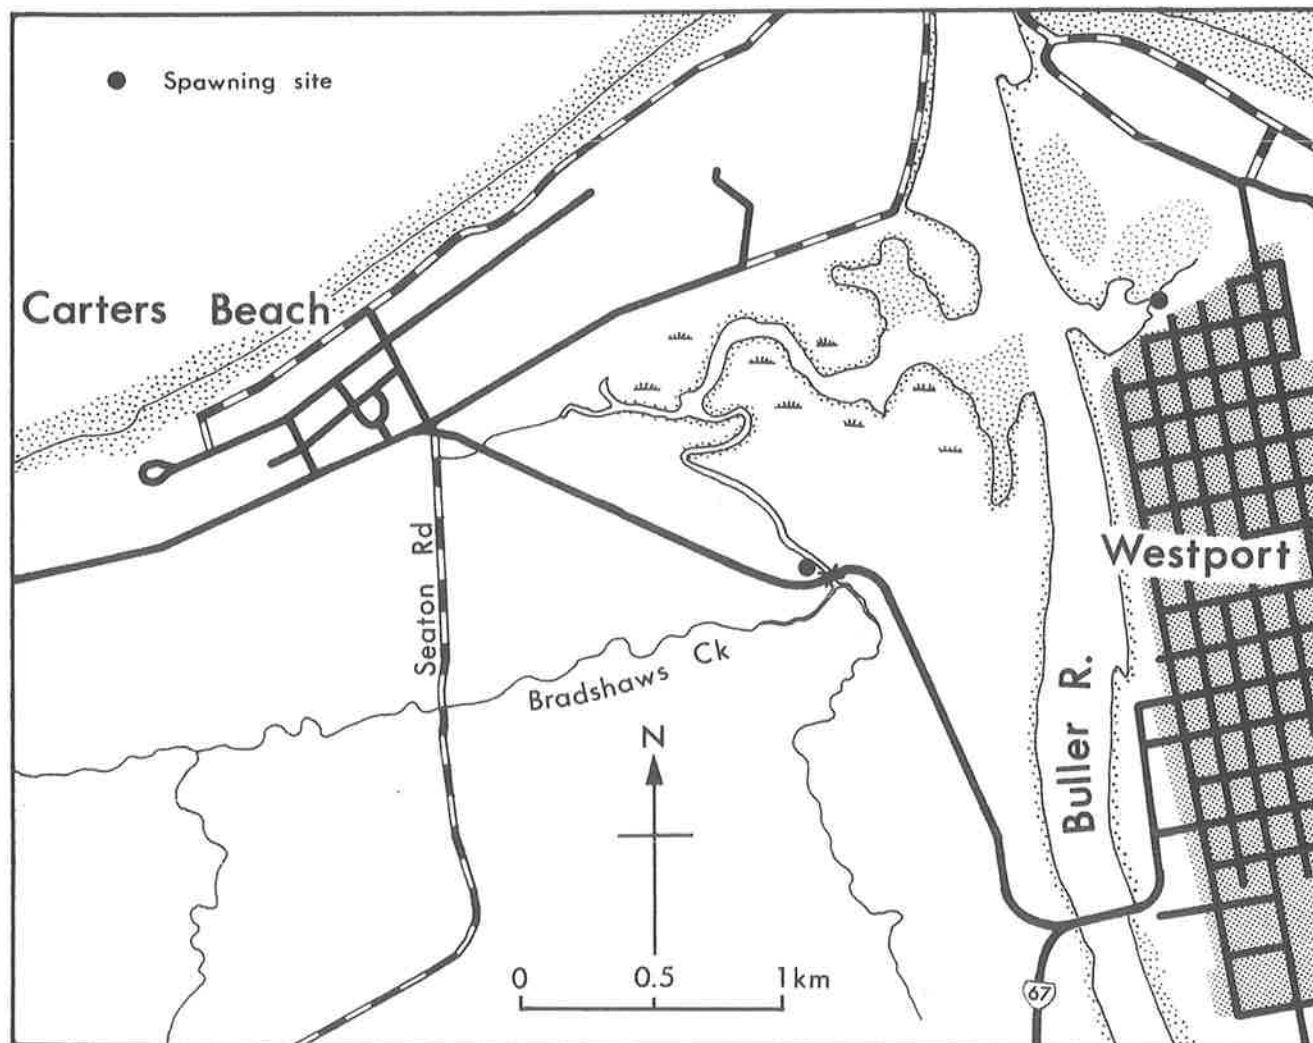 Spawning site
Carters Beach
Seaton Rd
Westport
Bradshaws Ck
Buller R.
N
0 0.5 1km
67